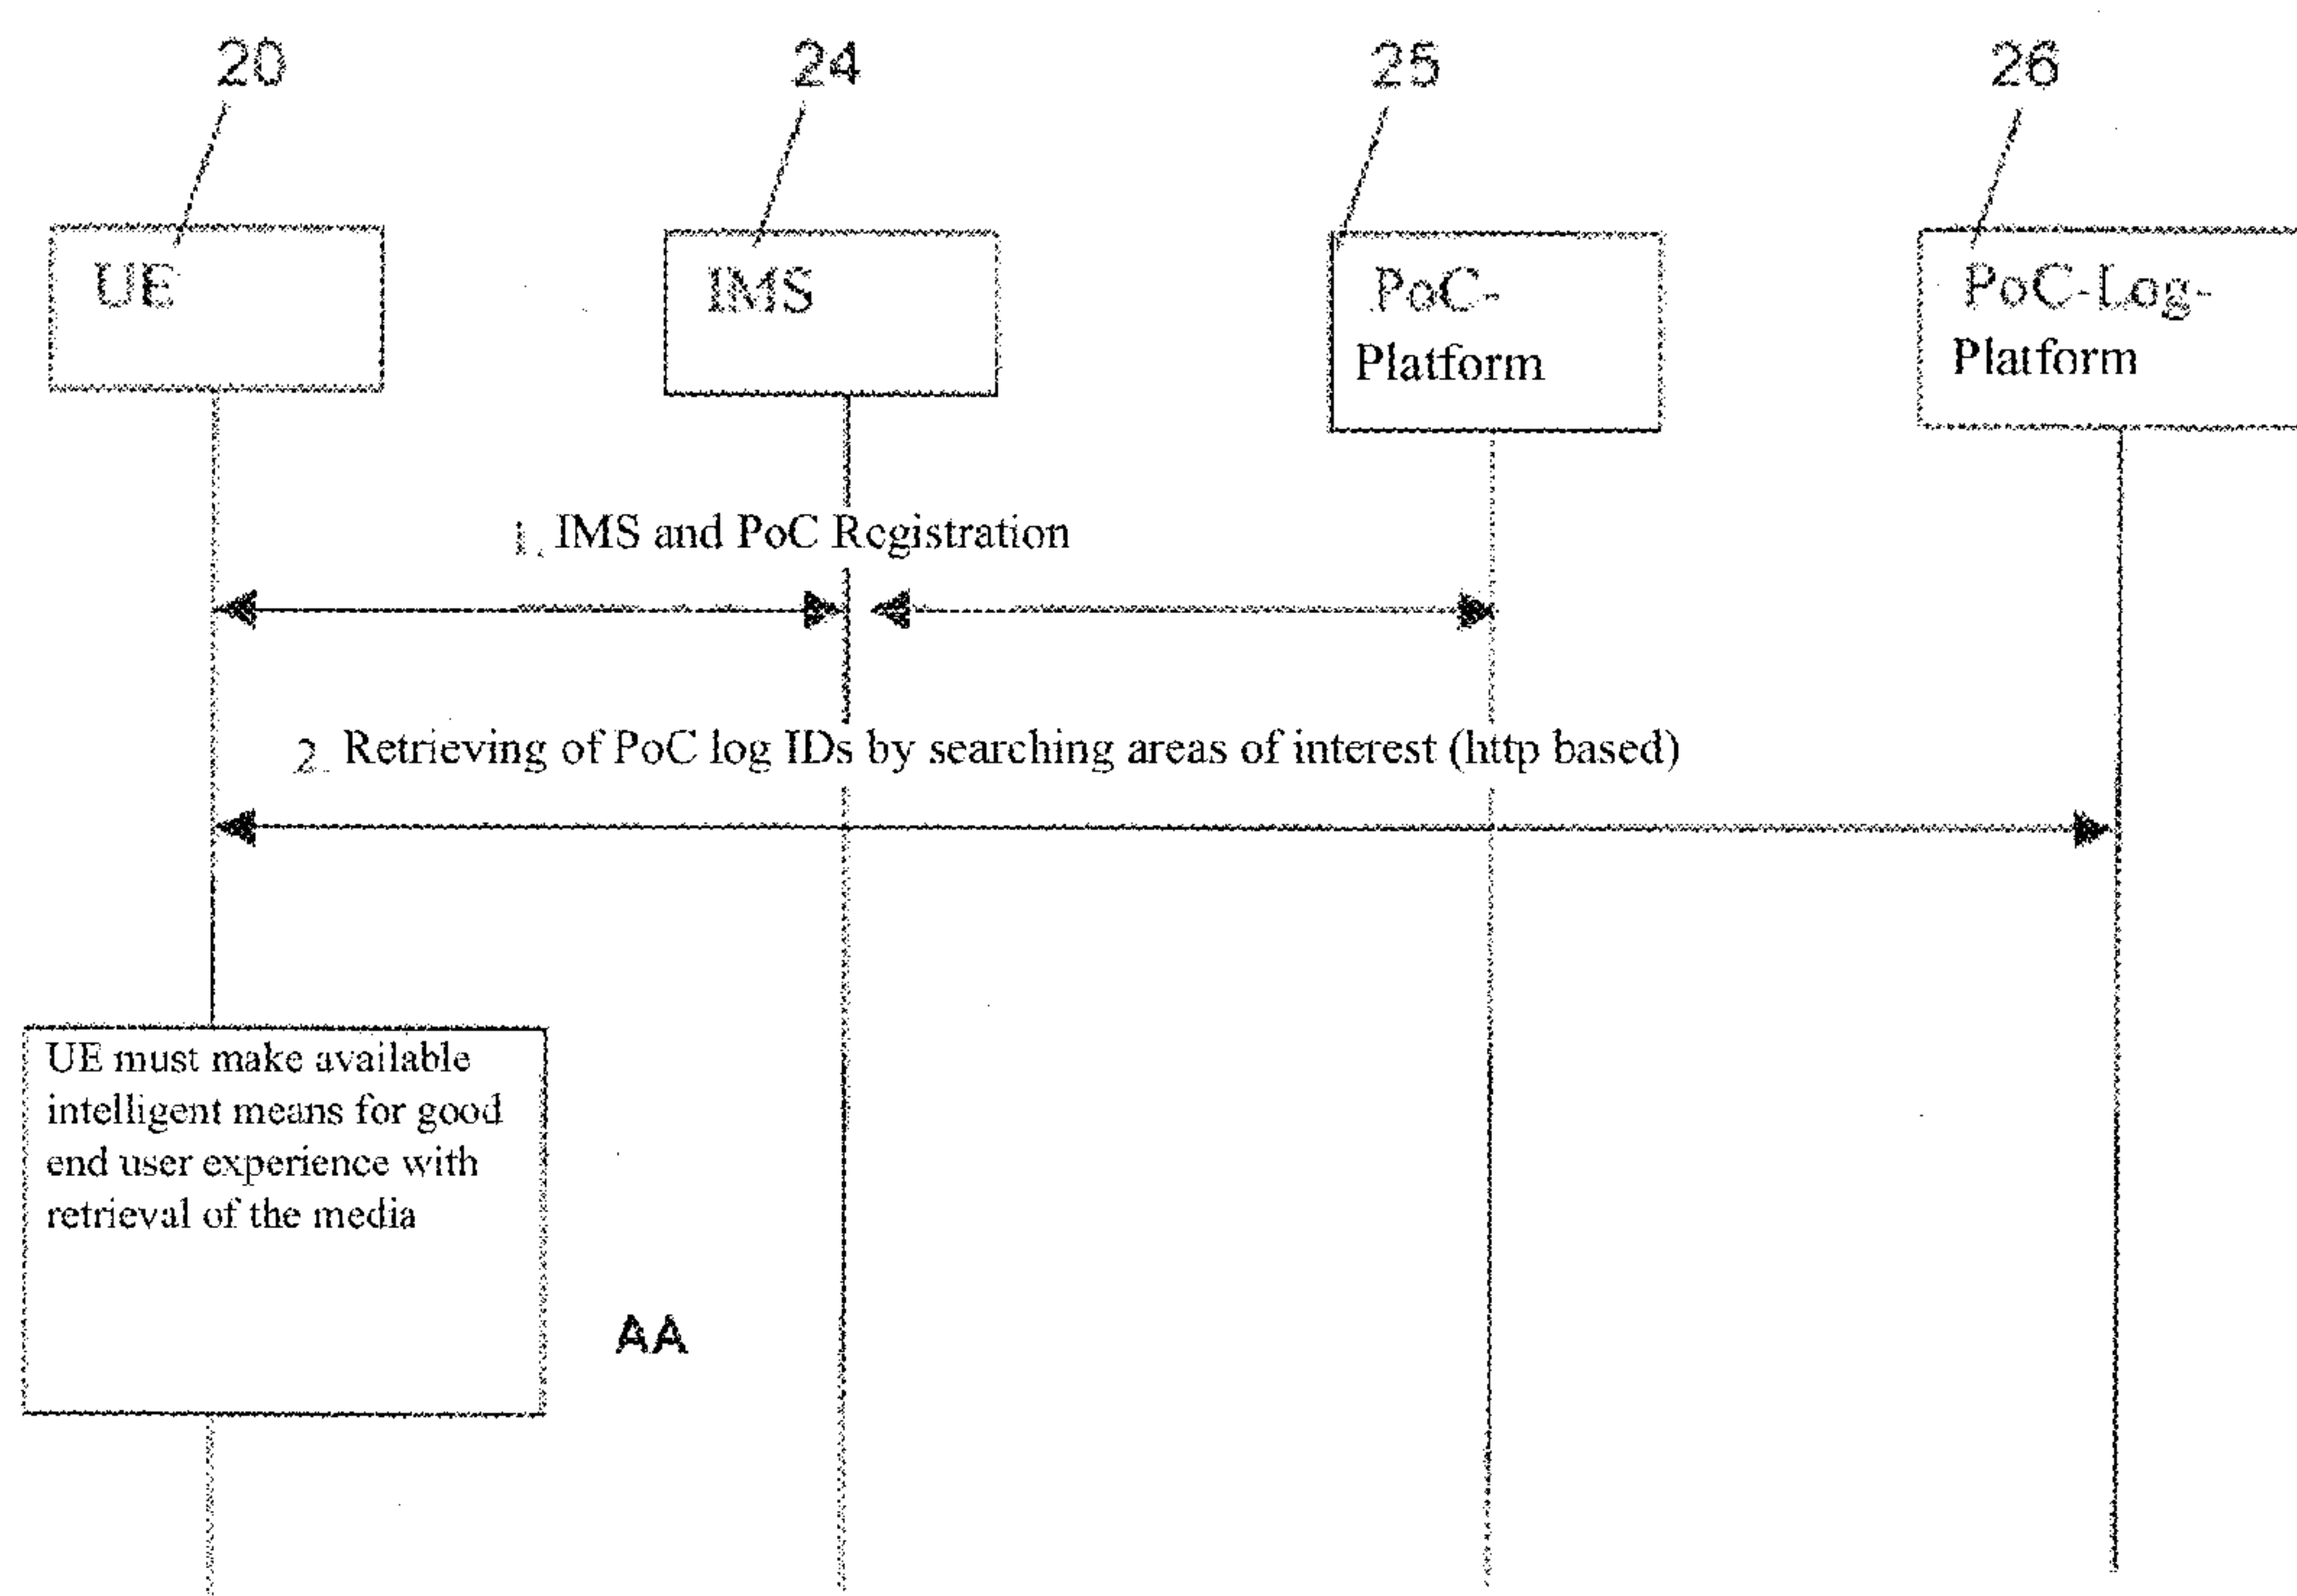 20
24
25
26
UE
IMS
PoC-
Platform
PoC-Log-
Platform
1. IMS and PoC Registration
2. Retrieving of PoC log IDs by searching areas of interest (http based)
UE must make available
intelligent means for good
end user experience with
retrieval of the media
AA